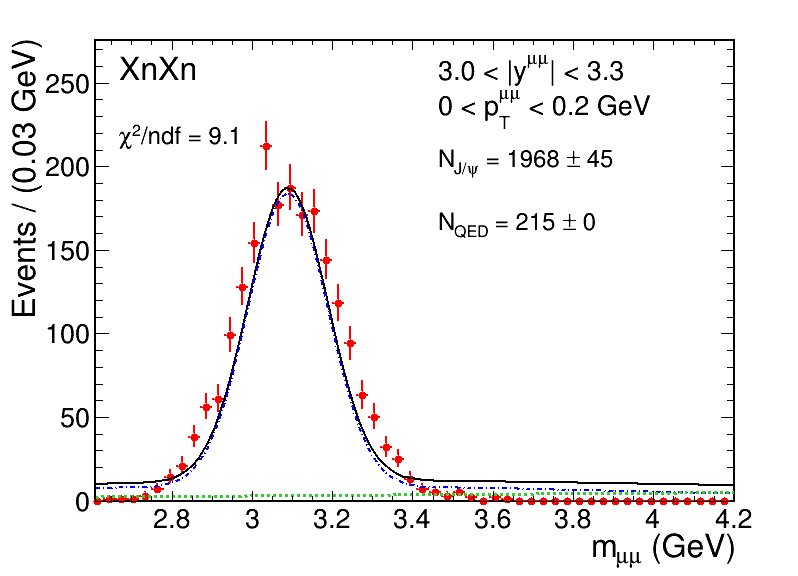 XnXn
3.0 < |y^μμ| < 3.3
0 < p_T^μμ < 0.2 GeV
χ²/ndf = 9.1
N_J/ψ = 1968 ± 45
N_QED = 215 ± 0
Events / (0.03 GeV)
250
200
150
100
50
0
2.8 3 3.2 3.4 3.6 3.8 4 4.2
m_μμ (GeV)